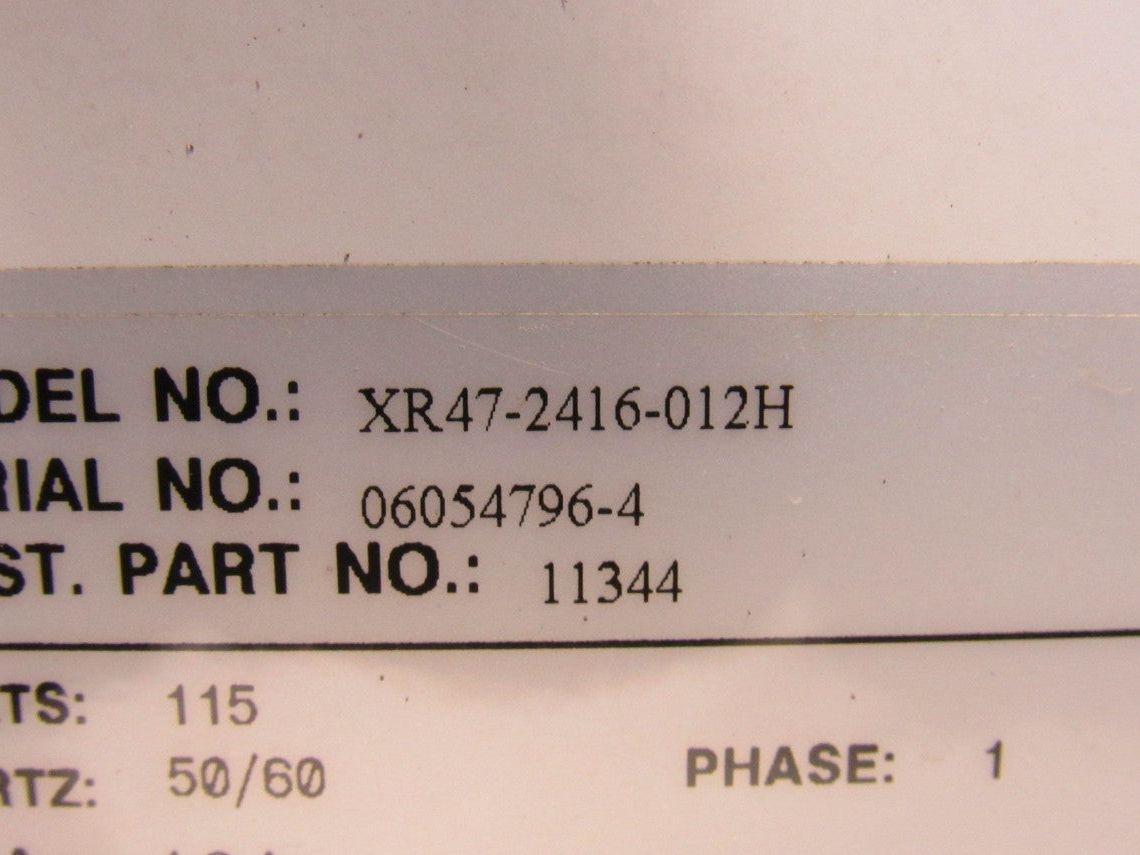 DEL NO.: XR47-2416-012H
RIAL NO.: 06054796-4
ST. PART NO.: 11344
TS: 115
RTZ: 50/60 PHASE: 1